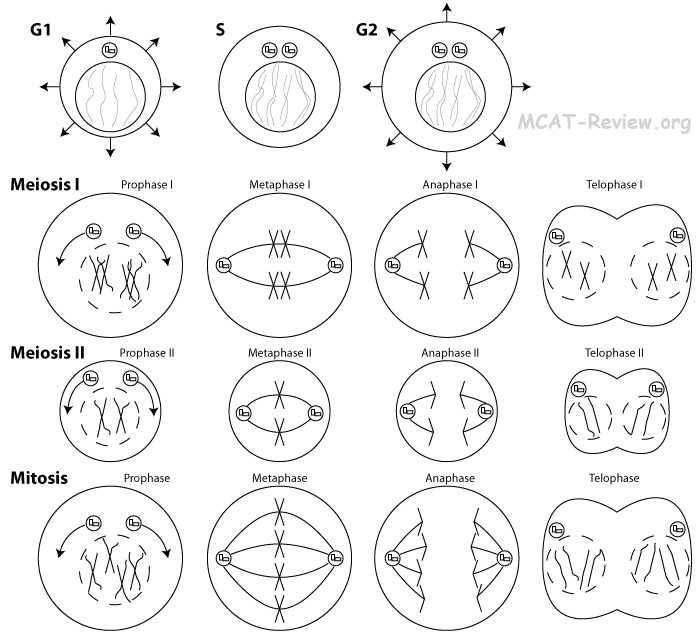 G1 S G2
MCAT-Review.org
Meiosis I Prophase I Metaphase I Anaphase I Telophase I
Meiosis II Prophase II Metaphase II Anaphase II Telophase II
Mitosis Prophase Metaphase Anaphase Telophase